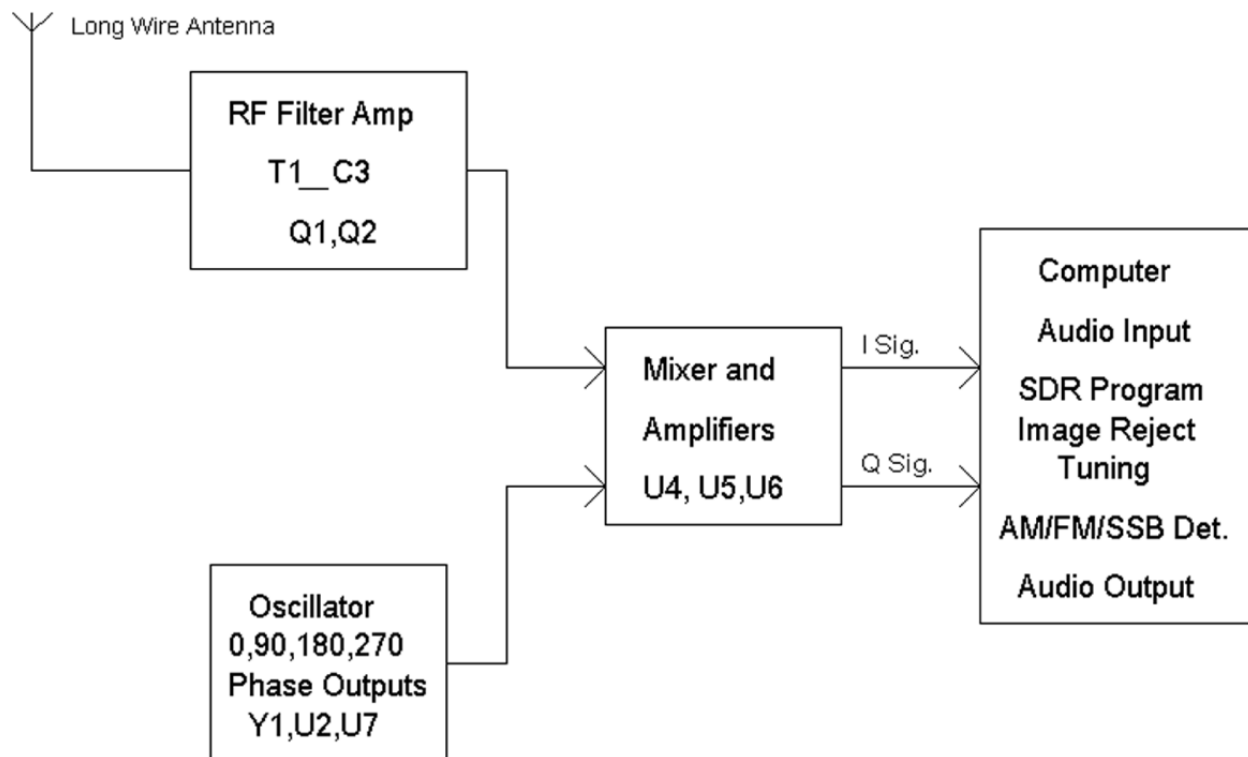 Long Wire Antenna
RF Filter Amp
T1__C3
Q1,Q2
Mixer and
Amplifiers
U4, U5,U6
I Sig.
Q Sig.
Oscillator
0,90,180,270
Phase Outputs
Y1,U2,U7
Computer
Audio Input
SDR Program
Image Reject
Tuning
AM/FM/SSB Det.
Audio Output